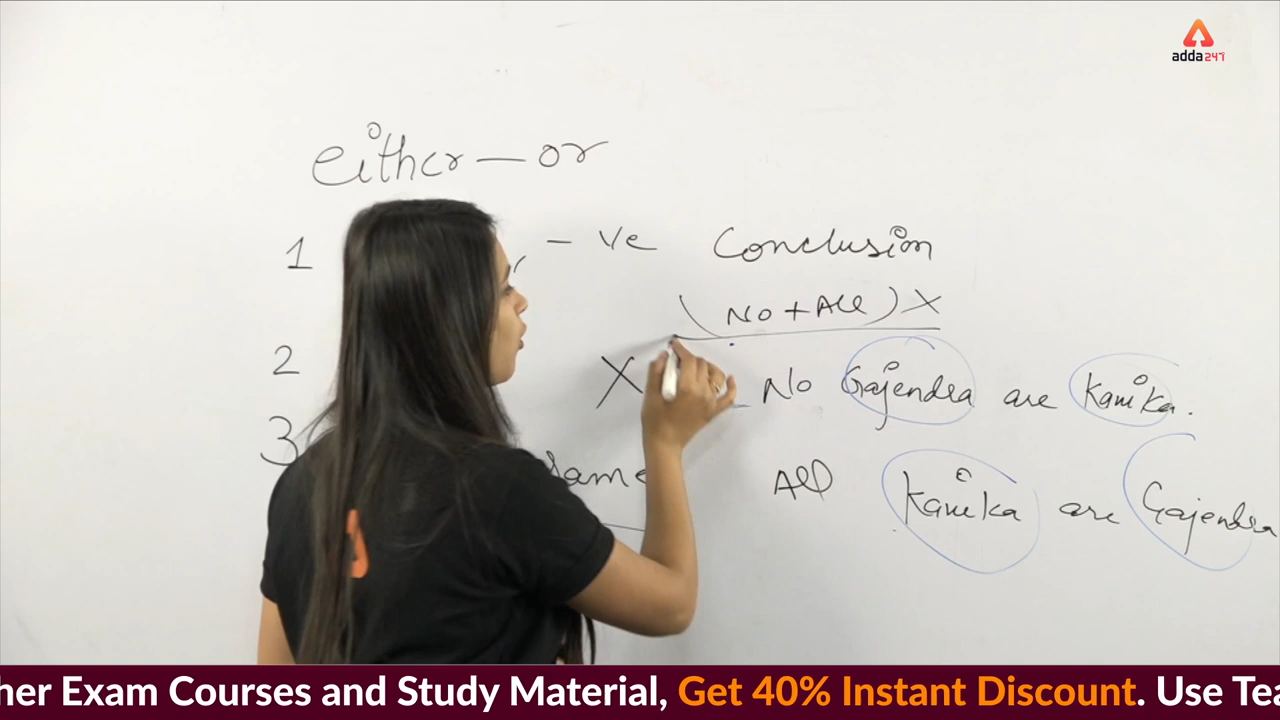 adda247
either – or
1 – ve Conclusion
(No + All) X
2 X No Gajendra are Kanika.
3 same All Kanika are Gajendra
her Exam Courses and Study Material, Get 40% Instant Discount. Use Tea